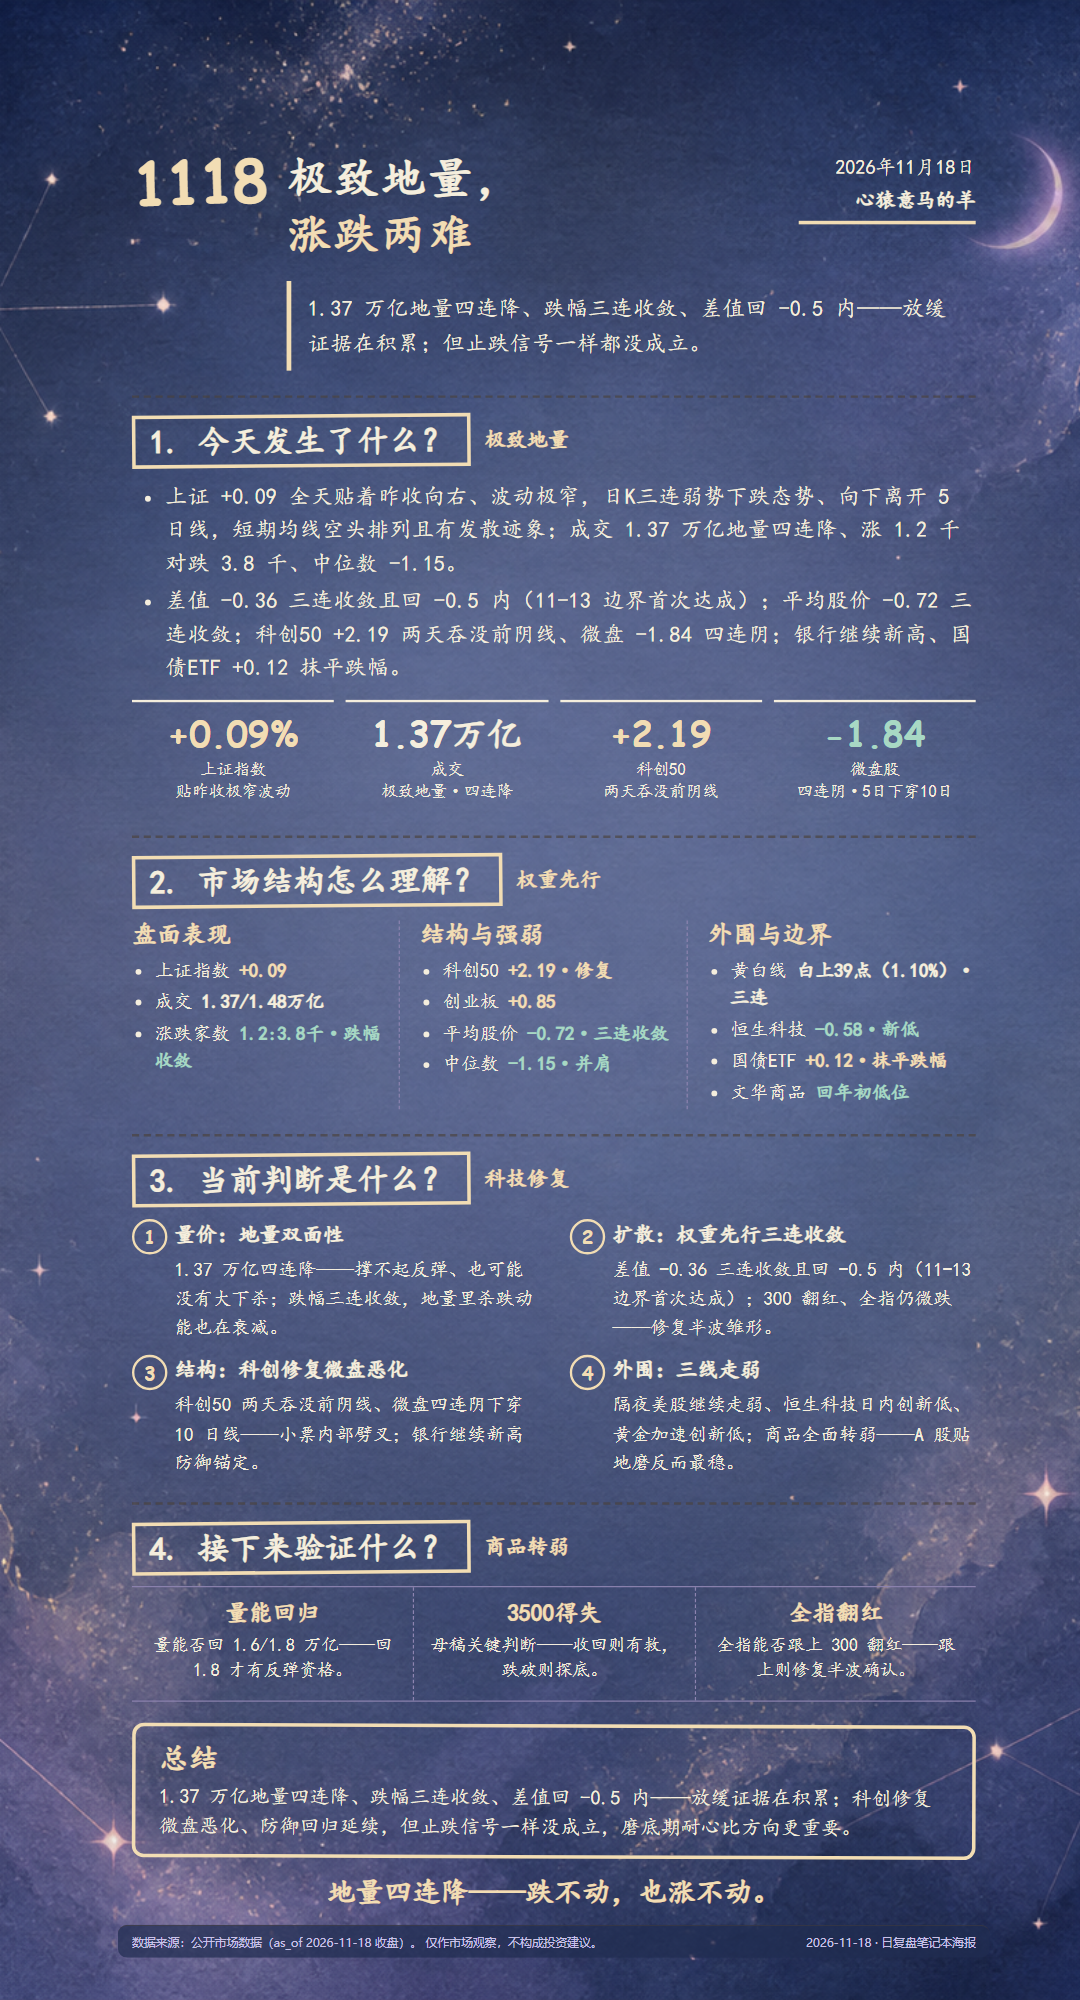 1118 极致地量，
涨跌两难
2026年11月18日
心猿意马的羊
1.37 万亿地量四连降、跌幅三连收敛、差值回 -0.5 内——放缓
证据在积累；但止跌信号一样都没成立。
1. 今天发生了什么？ 极致地量
• 上证 +0.09 全天贴着昨收向右、波动极窄，日K三连弱势下跌态势、向下离开 5
日线，短期均线空头排列且有发散迹象；成交 1.37 万亿地量四连降、涨 1.2 千
对跌 3.8 千、中位数 -1.15。
• 差值 -0.36 三连收敛且回 -0.5 内（11-13 边界首次达成）；平均股价 -0.72 三
连收敛；科创50 +2.19 两天吞没前阴线、微盘 -1.84 四连阴；银行继续新高、国
债ETF +0.12 抹平跌幅。
+0.09%
上证指数
贴昨收极窄波动
1.37万亿
成交
极致地量·四连降
+2.19
科创50
两天吞没前阴线
-1.84
微盘股
四连阴·5日下穿10日
2. 市场结构怎么理解？ 权重先行
盘面表现
• 上证指数 +0.09
• 成交 1.37/1.48万亿
• 涨跌家数 1.2:3.8千·跌幅
收敛
结构与强弱
• 科创50 +2.19·修复
• 创业板 +0.85
• 平均股价 -0.72·三连收敛
• 中位数 -1.15·并肩
外围与边界
• 黄白线 白上39点（1.10%）·
三连
• 恒生科技 -0.58·新低
• 国债ETF +0.12·抹平跌幅
• 文华商品 回年初低位
3. 当前判断是什么？ 科技修复
1 量价：地量双面性
1.37 万亿四连降——撑不起反弹、也可能
没有大下杀；跌幅三连收敛，地量里杀跌动
能也在衰减。
2 扩散：权重先行三连收敛
差值 -0.36 三连收敛且回 -0.5 内（11-13
边界首次达成）；300 翻红、全指仍微跌
——修复半波雏形。
3 结构：科创修复微盘恶化
科创50 两天吞没前阴线、微盘四连阴下穿
10 日线——小票内部劈叉；银行继续新高
防御锚定。
4 外围：三线走弱
隔夜美股继续走弱、恒生科技日内创新低、
黄金加速创新低；商品全面转弱——A 股贴
地磨反而最稳。
4. 接下来验证什么？ 商品转弱
量能回归
量能否回 1.6/1.8 万亿——回
1.8 才有反弹资格。
3500得失
母稿关键判断——收回则有救，
跌破则探底。
全指翻红
全指能否跟上 300 翻红——跟
上则修复半波确认。
总结
1.37 万亿地量四连降、跌幅三连收敛、差值回 -0.5 内——放缓证据在积累；科创修复
微盘恶化、防御回归延续，但止跌信号一样没成立，磨底期耐心比方向更重要。
地量四连降——跌不动，也涨不动。
数据来源：公开市场数据（as_of 2026-11-18 收盘）。 仅作市场观察，不构成投资建议。
2026-11-18 · 日复盘笔记本海报